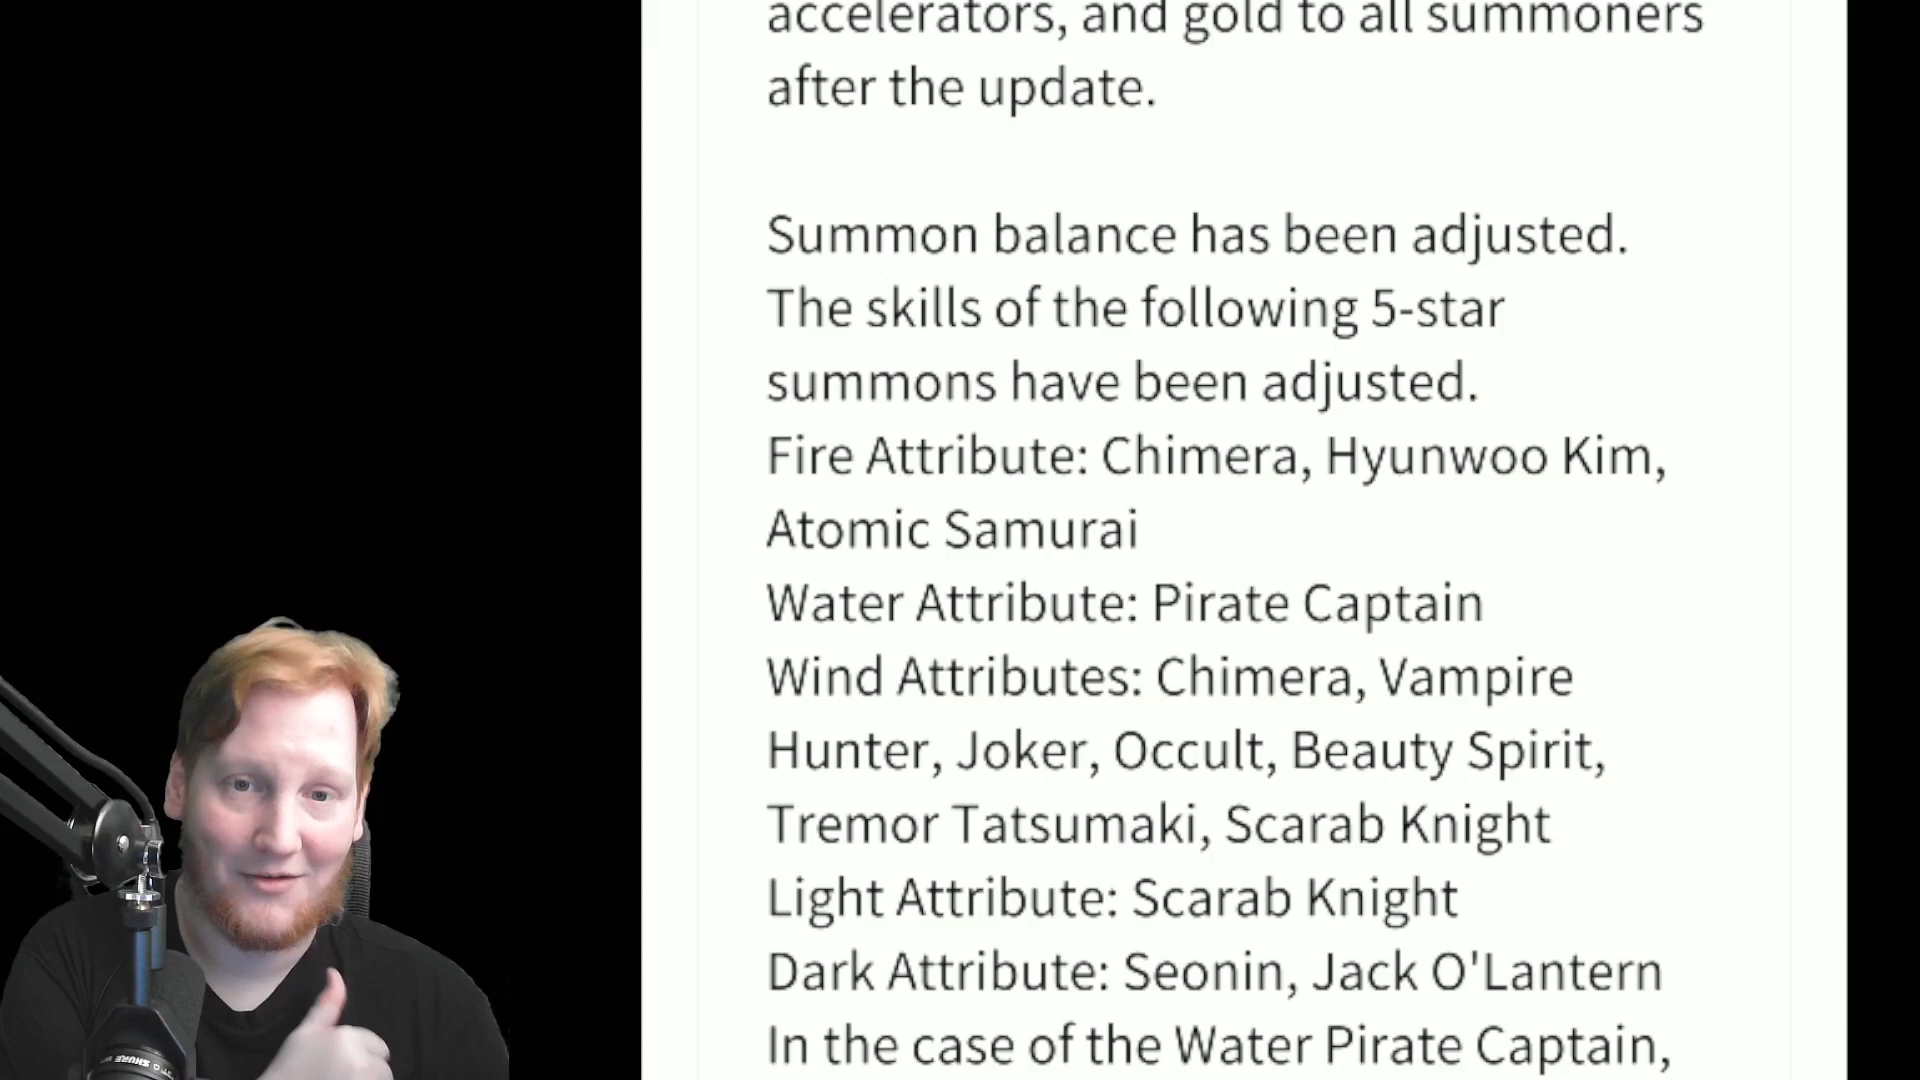 accelerators, and gold to all summoners
after the update.
Summon balance has been adjusted.
The skills of the following 5-star
summons have been adjusted.
Fire Attribute: Chimera, Hyunwoo Kim,
Atomic Samurai
Water Attribute: Pirate Captain
Wind Attributes: Chimera, Vampire
Hunter, Joker, Occult, Beauty Spirit,
Tremor Tatsumaki, Scarab Knight
Light Attribute: Scarab Knight
Dark Attribute: Seonin, Jack O'Lantern
In the case of the Water Pirate Captain,
SHURE